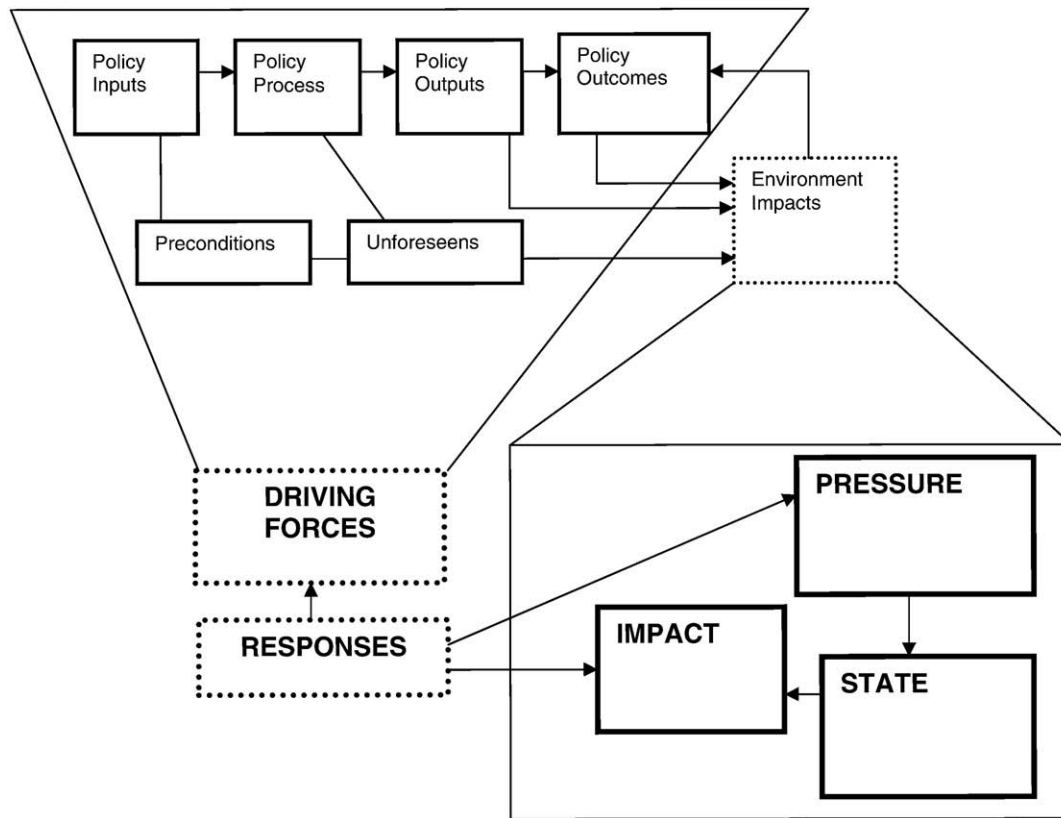 Policy
Inputs
Policy
Process
Policy
Outputs
Policy
Outcomes
Environment
Impacts
Preconditions
Unforeseens
DRIVING
FORCES
PRESSURE
RESPONSES
IMPACT
STATE